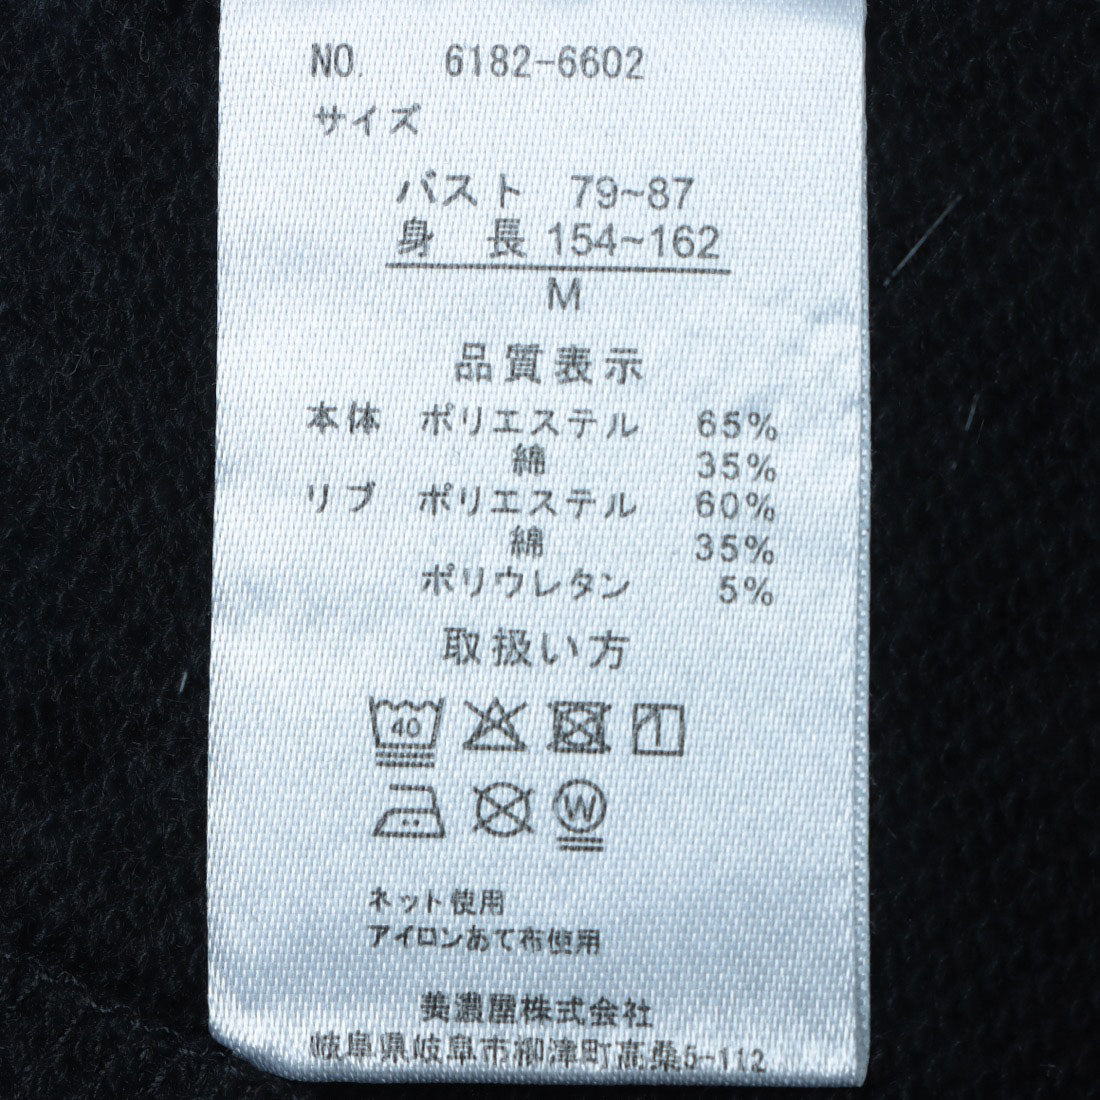 NO. 6182-6602
サイズ
バスト 79~87
身 長 154~162
M
品質表示
本体 ポリエステル 65%
綿 35%
リブ ポリエステル 60%
綿 35%
ポリウレタン 5%
取扱い方
40
W
ネット使用
アイロンあて布使用
美濃屋株式会社
岐阜県岐阜市柳津町高桑5-112